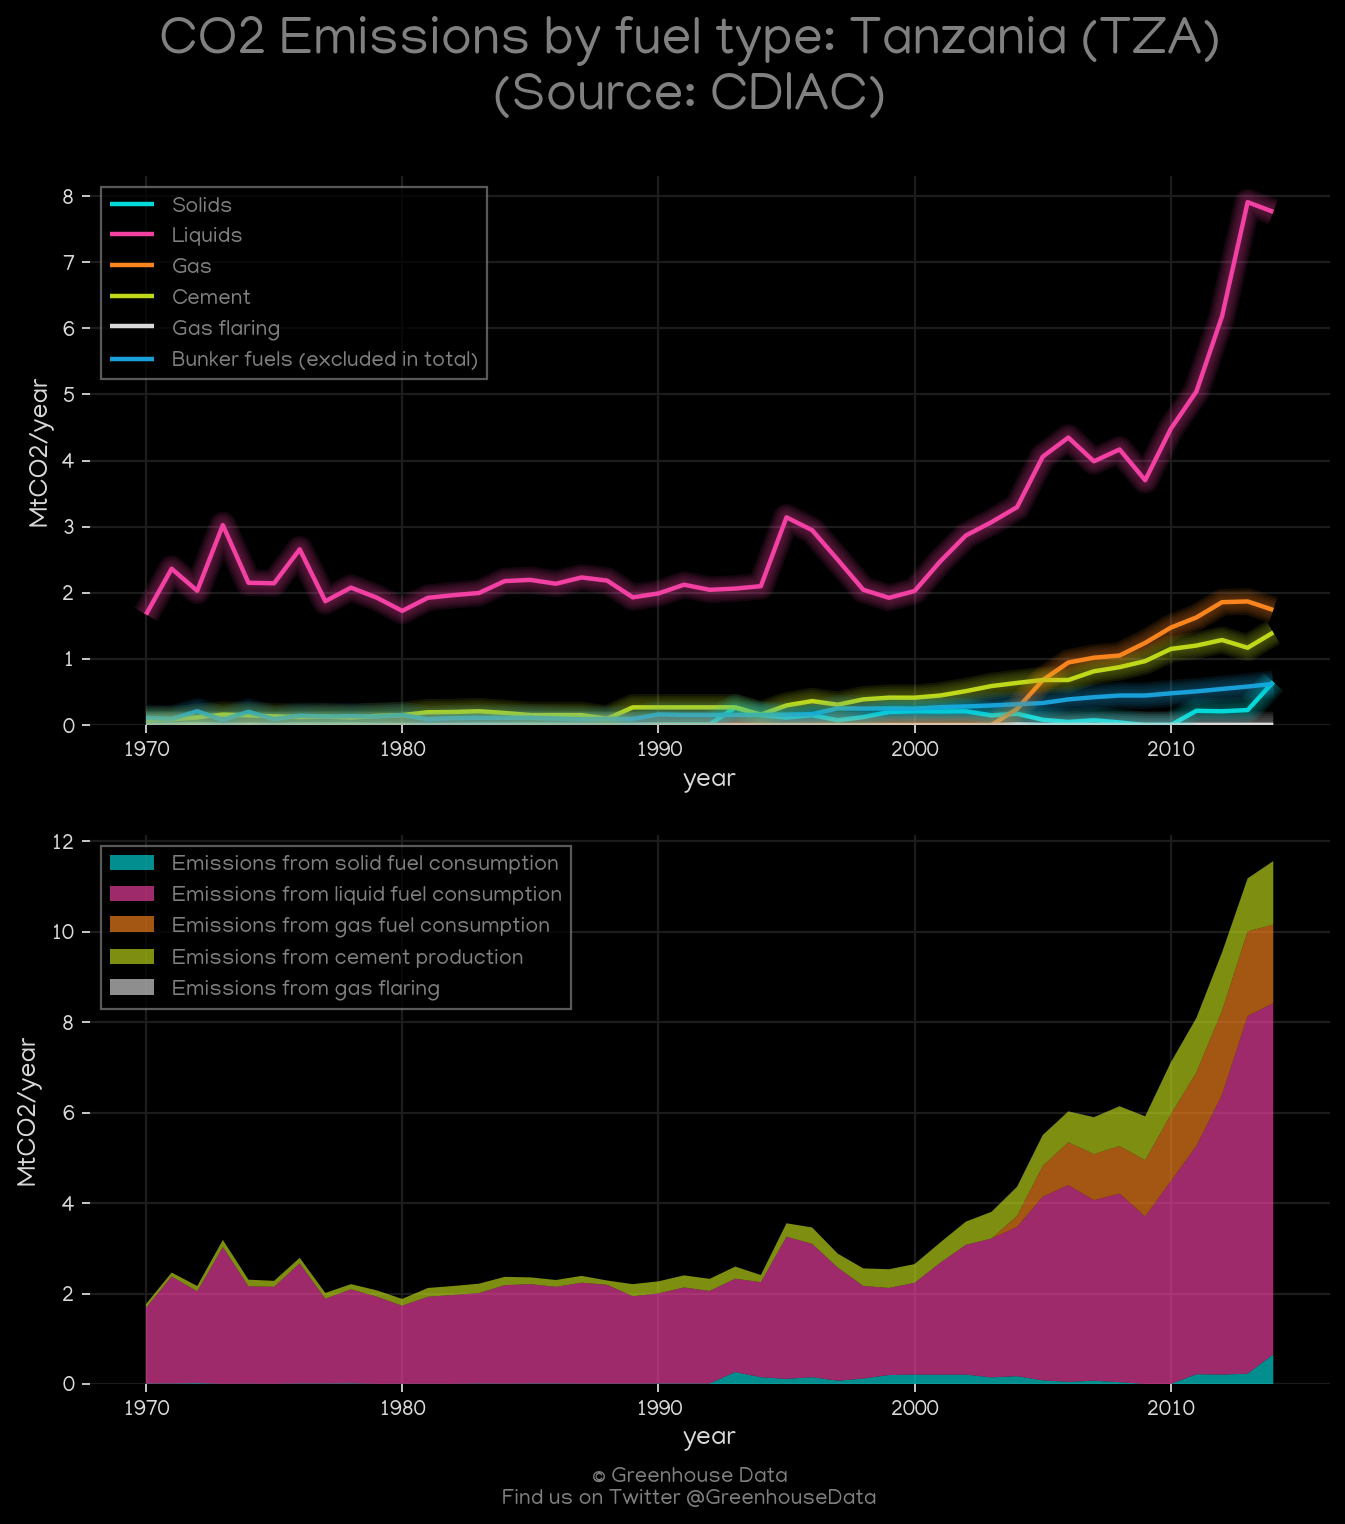 CO2 Emissions by fuel type: Tanzania (TZA)
(Source: CDIAC)
8
7
6
5
4
3
2
1
0
MtCO2/year
Solids
Liquids
Gas
Cement
Gas flaring
Bunker fuels (excluded in total)
1970 1980 1990 2000 2010
year
12
10
8
6
4
2
0
MtCO2/year
Emissions from solid fuel consumption
Emissions from liquid fuel consumption
Emissions from gas fuel consumption
Emissions from cement production
Emissions from gas flaring
1970 1980 1990 2000 2010
year
© Greenhouse Data
Find us on Twitter @GreenhouseData